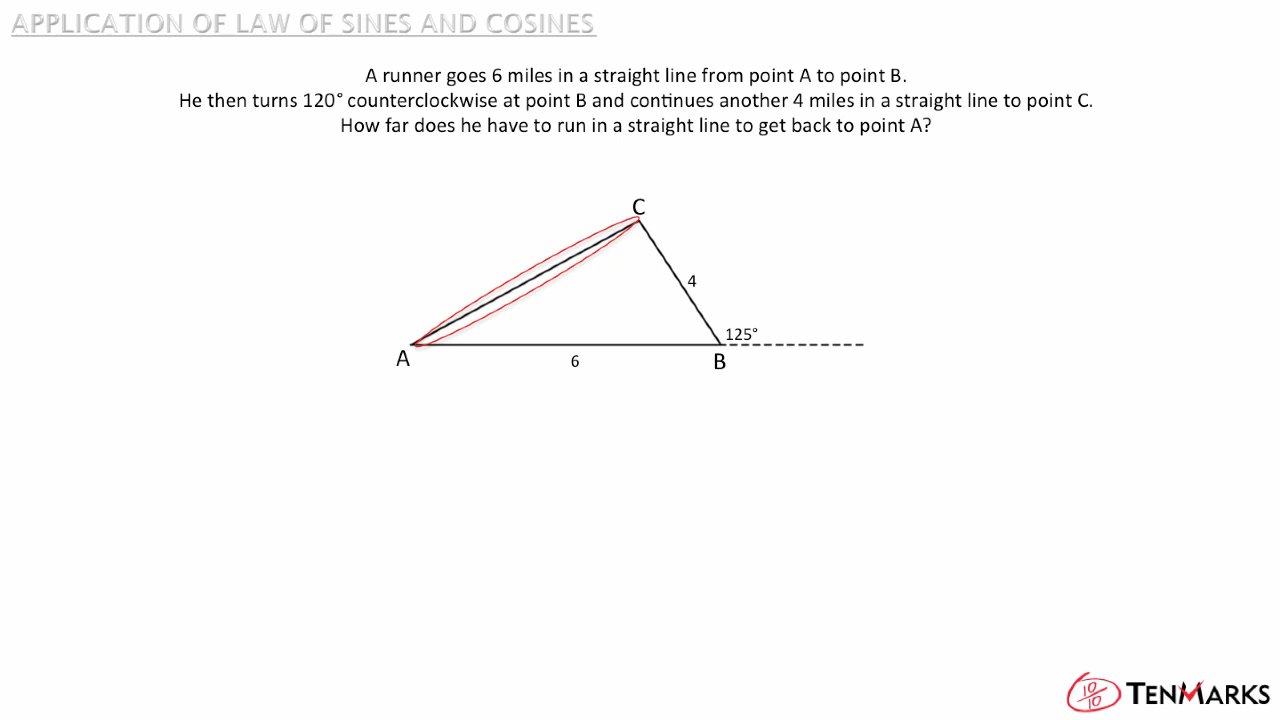 APPLICATION OF LAW OF SINES AND COSINES
A runner goes 6 miles in a straight line from point A to point B.
He then turns 120° counterclockwise at point B and continues another 4 miles in a straight line to point C.
How far does he have to run in a straight line to get back to point A?
C
4
125°
A
6
B
10/10 TENMARKS